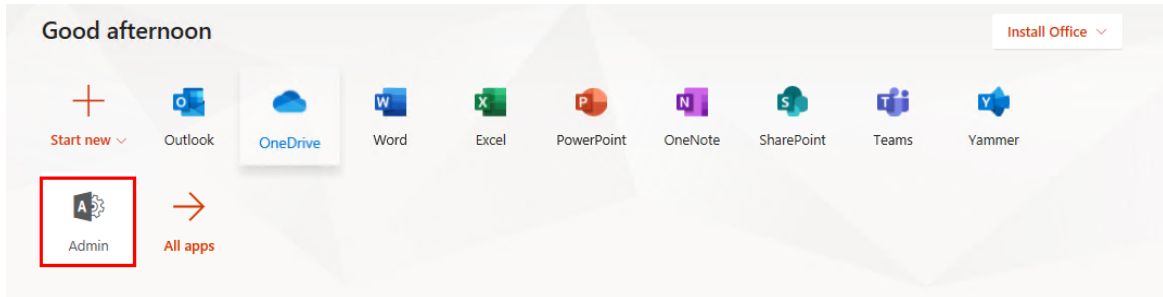 Good afternoon
Install Office
Start new
Outlook
OneDrive
Word
Excel
PowerPoint
OneNote
SharePoint
Teams
Yammer
Admin
All apps